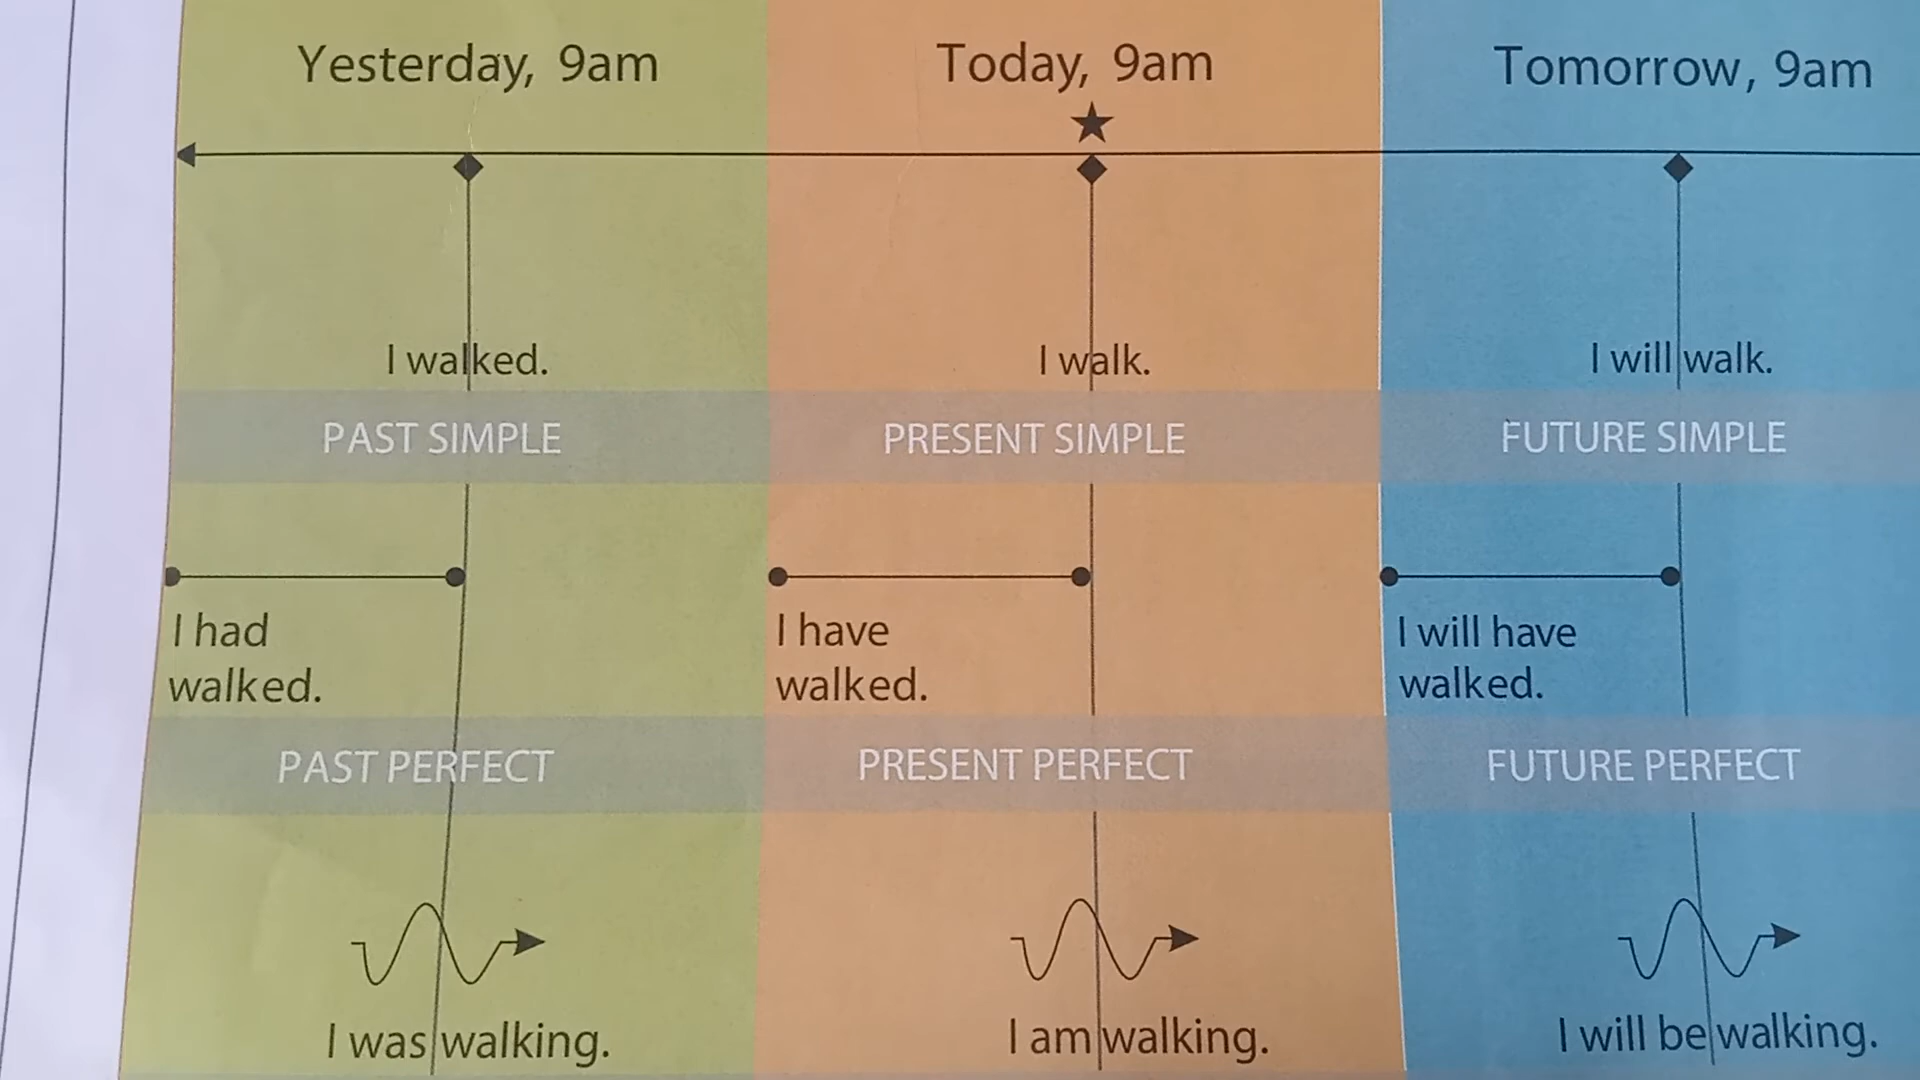 Yesterday, 9am
Today, 9am
Tomorrow, 9am
I walked.
I walk.
I will walk.
PAST SIMPLE
PRESENT SIMPLE
FUTURE SIMPLE
I had
walked.
I have
walked.
I will have
walked.
PAST PERFECT
PRESENT PERFECT
FUTURE PERFECT
I was walking.
I am walking.
I will be walking.